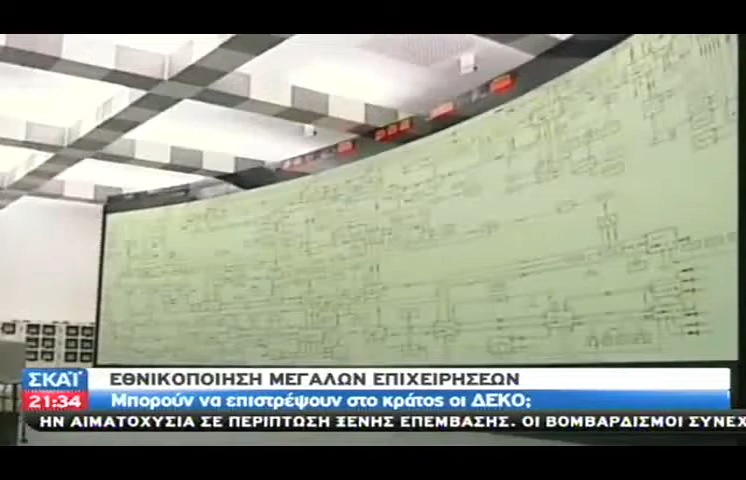 ΣΚΑΪ
ΕΘΝΙΚΟΠΟΙΗΣΗ ΜΕΓΑΛΩΝ ΕΠΙΧΕΙΡΗΣΕΩΝ
21:34
Μπορούν να επιστρέψουν στο κράτος οι ΔΕΚΟ;
ΗΝ ΑΙΜΑΤΟΧΥΣΙΑ ΣΕ ΠΕΡΙΠΤΩΣΗ ΞΕΝΗΣ ΕΠΕΜΒΑΣΗΣ. ΟΙ ΒΟΜΒΑΡΔΙΣΜΟΙ ΣΥΝΕΧ